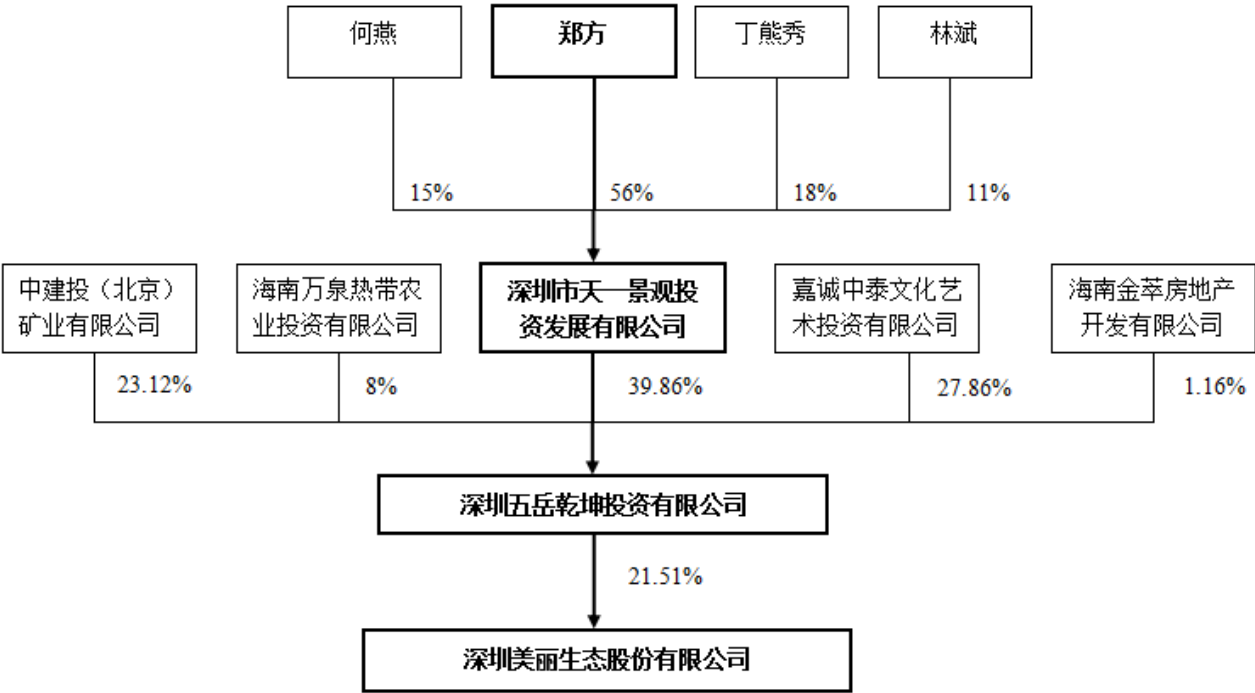 何燕
郑方
丁熊秀
林斌
15%
56%
18%
11%
中建投（北京）
矿业有限公司
海南万泉热带农
业投资有限公司
深圳市天一景观投
资发展有限公司
嘉诚中泰文化艺
术投资有限公司
海南金萃房地产
开发有限公司
23.12%
8%
39.86%
27.86%
1.16%
深圳五岳乾坤投资有限公司
21.51%
深圳美丽生态股份有限公司